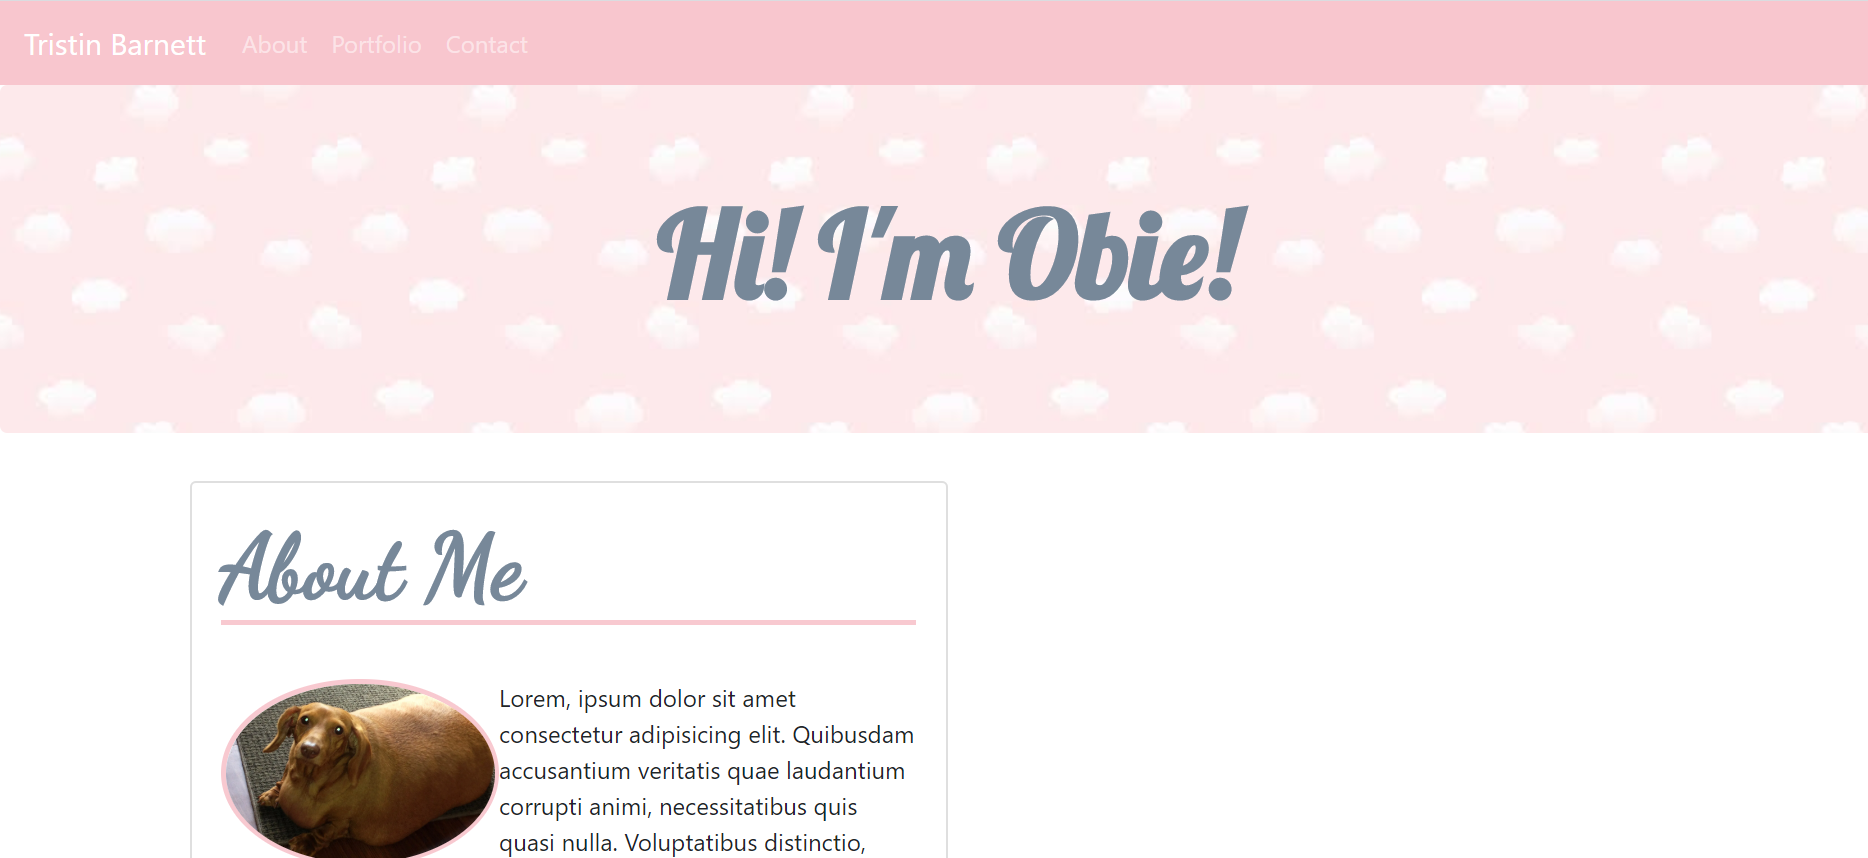 Tristin Barnett About Portfolio Contact
Hi! I'm Obie!
About Me
Lorem, ipsum dolor sit amet
consectetur adipisicing elit. Quibusdam
accusantium veritatis quae laudantium
corrupti animi, necessitatibus quis
quasi nulla. Voluptatibus distinctio,